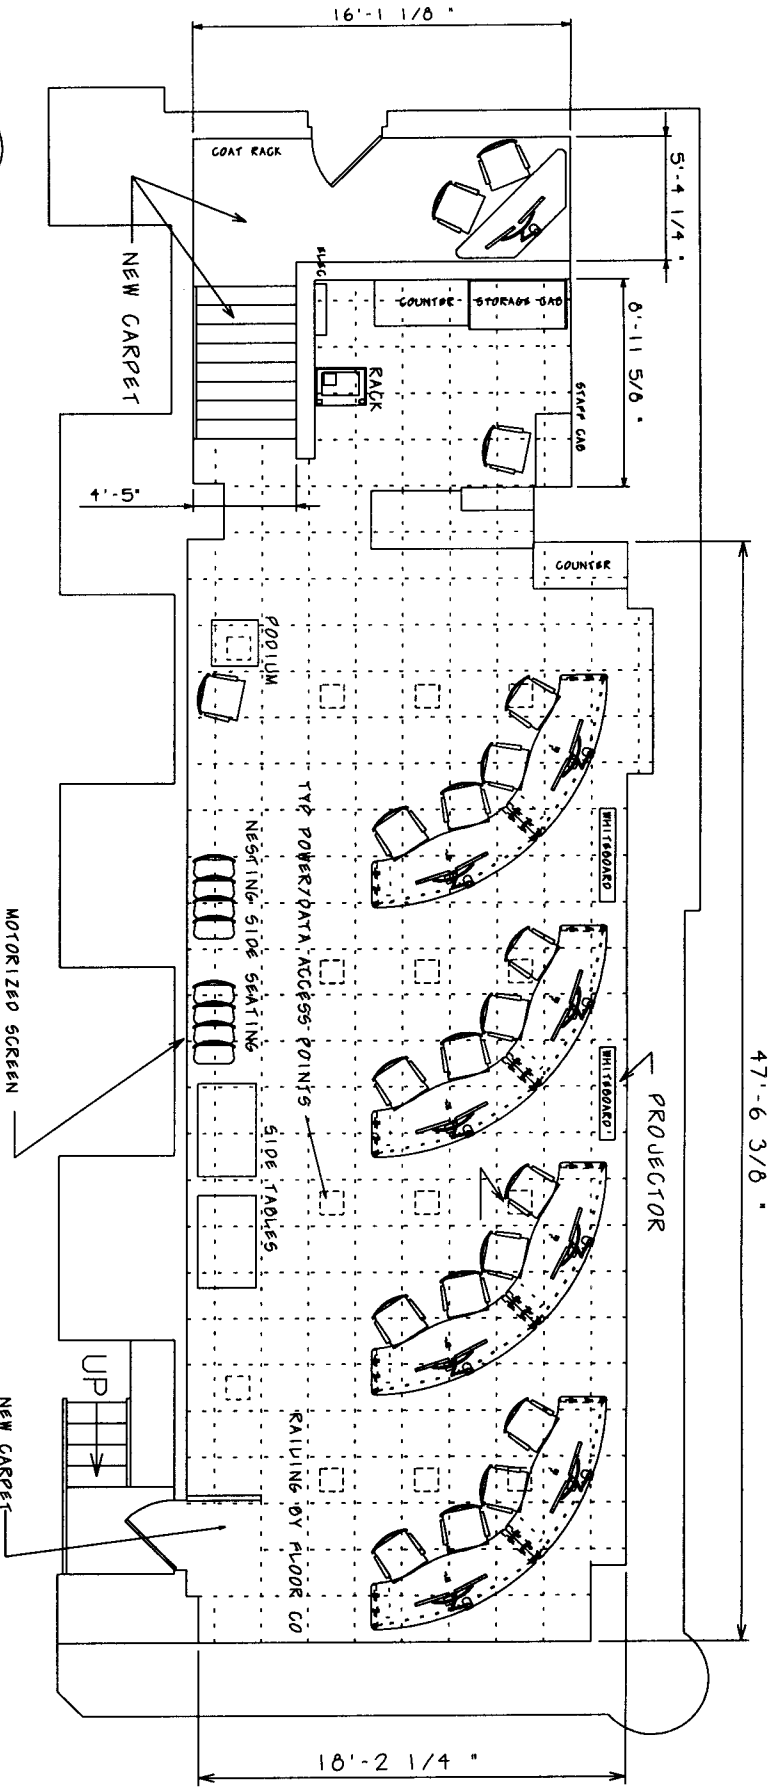 16'-1 1/8 "
COAT RACK
5'-4 1/4 "
NEW CARPET
ELEC
COUNTER
STORAGE CAB
8'-11 5/8 "
RACK
STAFF CAB
4'-5"
COUNTER
PODIUM
TYP POWER/DATA ACCESS POINTS
NESTING SIDE SEATING
WHITEBOARD
MOTORIZED SCREEN
WHITEBOARD
PROJECTOR
47'-6 3/8 "
SIDE TABLES
UP
RAILING BY FLOOR CO
NEW CARPET
18'-2 1/4 "